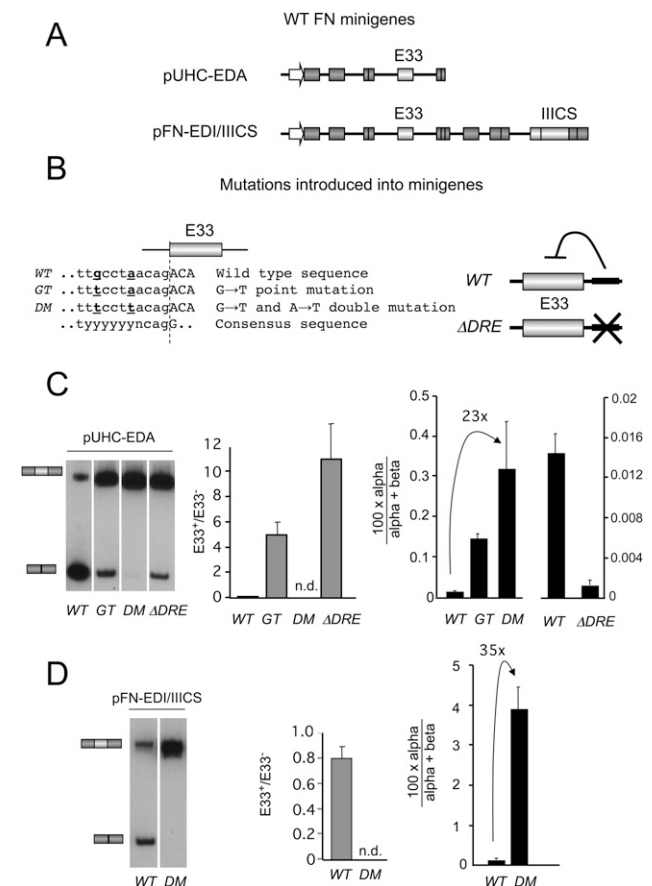 A
WT FN minigenes
E33
pUHC-EDA
E33
IIICS
pFN-EDI/IIICS
B
Mutations introduced into minigenes
E33
WT ..ttgcctaacagACA Wild type sequence
GT ..tttcctaacagACA G→T point mutation
DM ..tttccttacagACA G→T and A→T double mutation
..tyyyyyyncagG.. Consensus sequence
WT
E33
ΔDRE
C
pUHC-EDA
WT GT DM ΔDRE
E33+/E33-
12
10
8
6
4
2
0
n.d.
WT GT DM ΔDRE
100 x alpha
alpha + beta
0.5
0.4
0.3
0.2
0.1
0
23x
WT GT DM
0.02
0.016
0.012
0.008
0.004
0
WT ΔDRE
D
pFN-EDI/IIICS
WT DM
E33+/E33-
1.0
0.8
0.6
0.4
0.2
0
n.d.
WT DM
100 x alpha
alpha + beta
5
4
3
2
1
0
35x
WT DM